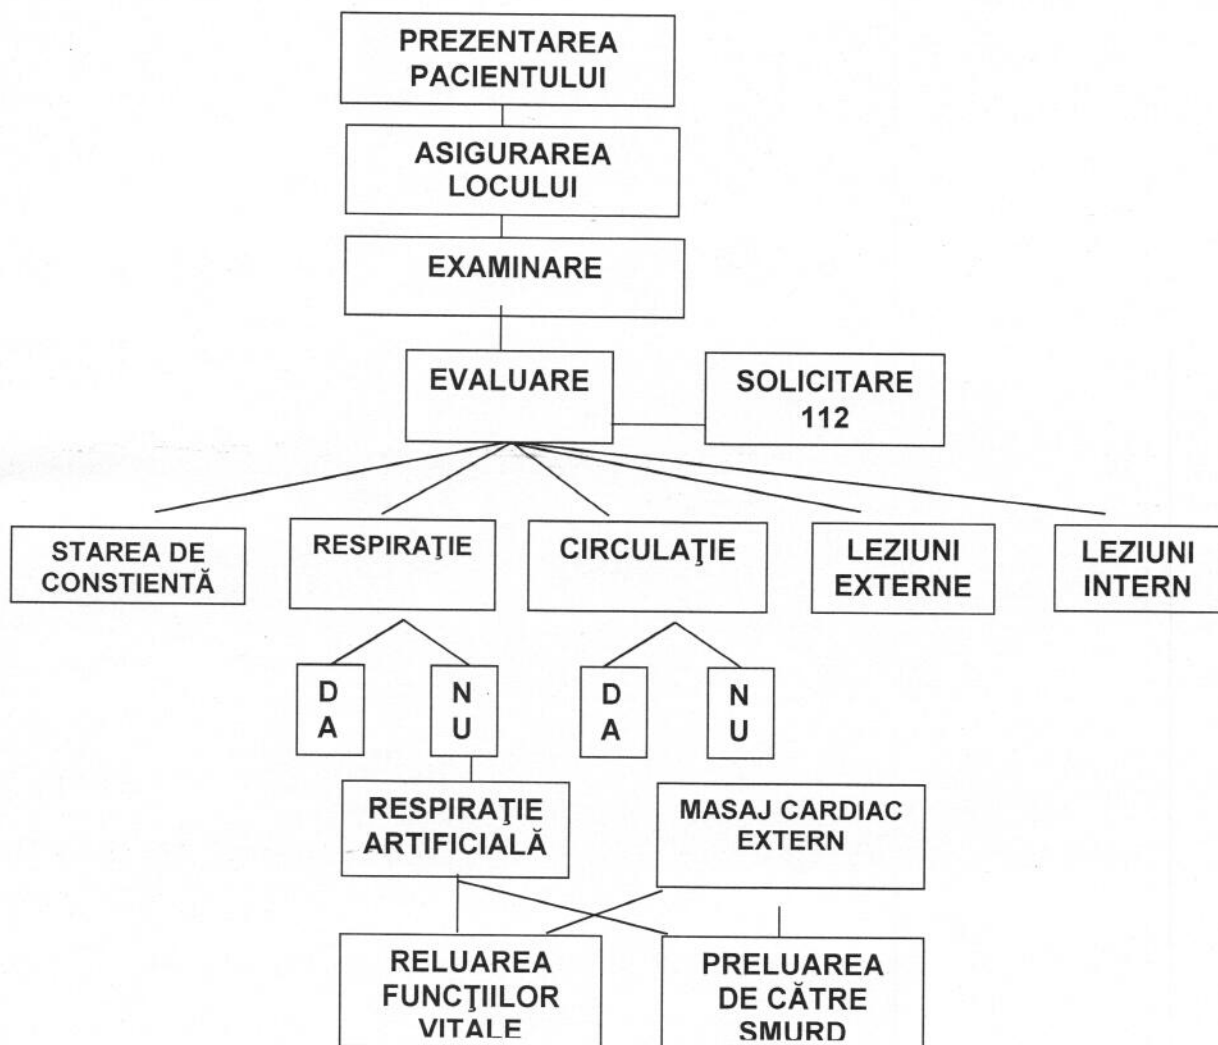 PREZENTAREA
PACIENTULUI
ASIGURAREA
LOCULUI
EXAMINARE
EVALUARE
SOLICITARE
112
STAREA DE
CONSTIENTĂ
RESPIRAŢIE
CIRCULAŢIE
LEZIUNI
EXTERNE
LEZIUNI
INTERN
D
A
N
U
D
A
N
U
RESPIRAŢIE
ARTIFICIALĂ
MASAJ CARDIAC
EXTERN
RELUAREA
FUNCŢIILOR
VITALE
PRELUAREA
DE CĂTRE
SMURD